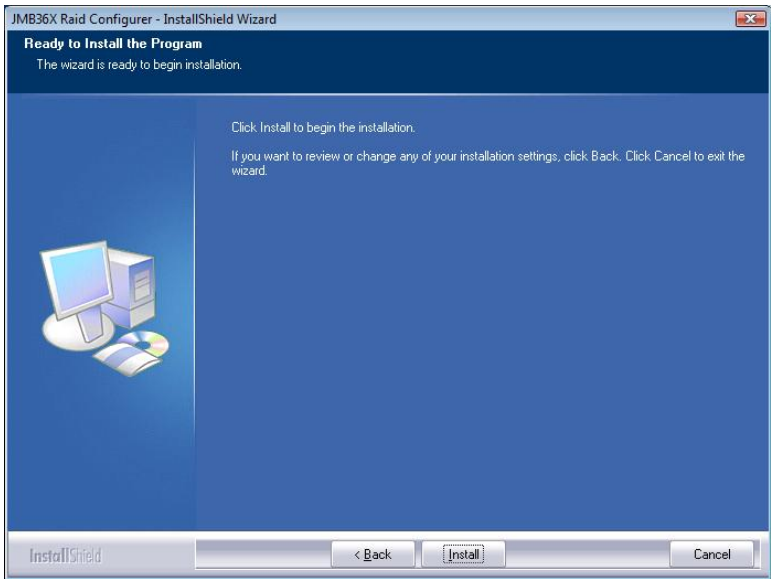 JMB36X Raid Configurer - InstallShield Wizard
Ready to Install the Program
The wizard is ready to begin installation.
Click Install to begin the installation.
If you want to review or change any of your installation settings, click Back. Click Cancel to exit the
wizard.
InstallShield
< Back
Install
Cancel